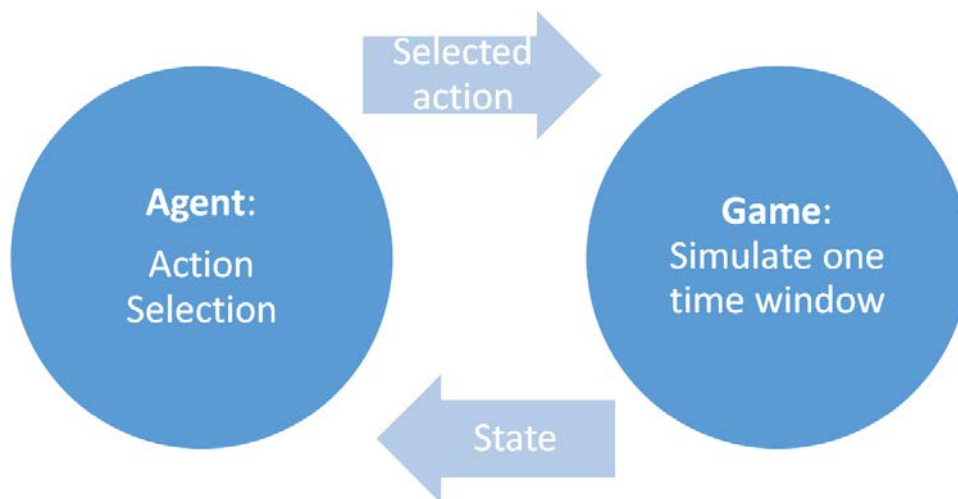 Selected
action
Agent:
Action
Selection
Game:
Simulate one
time window
State